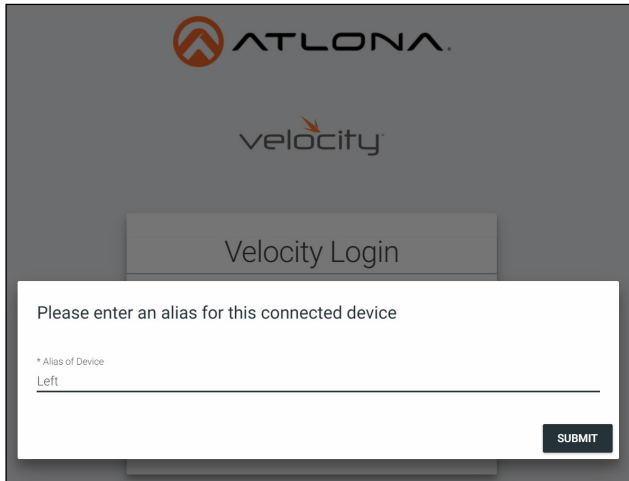 ATLONA.
velocity
Velocity Login
Please enter an alias for this connected device
* Alias of Device
Left
SUBMIT